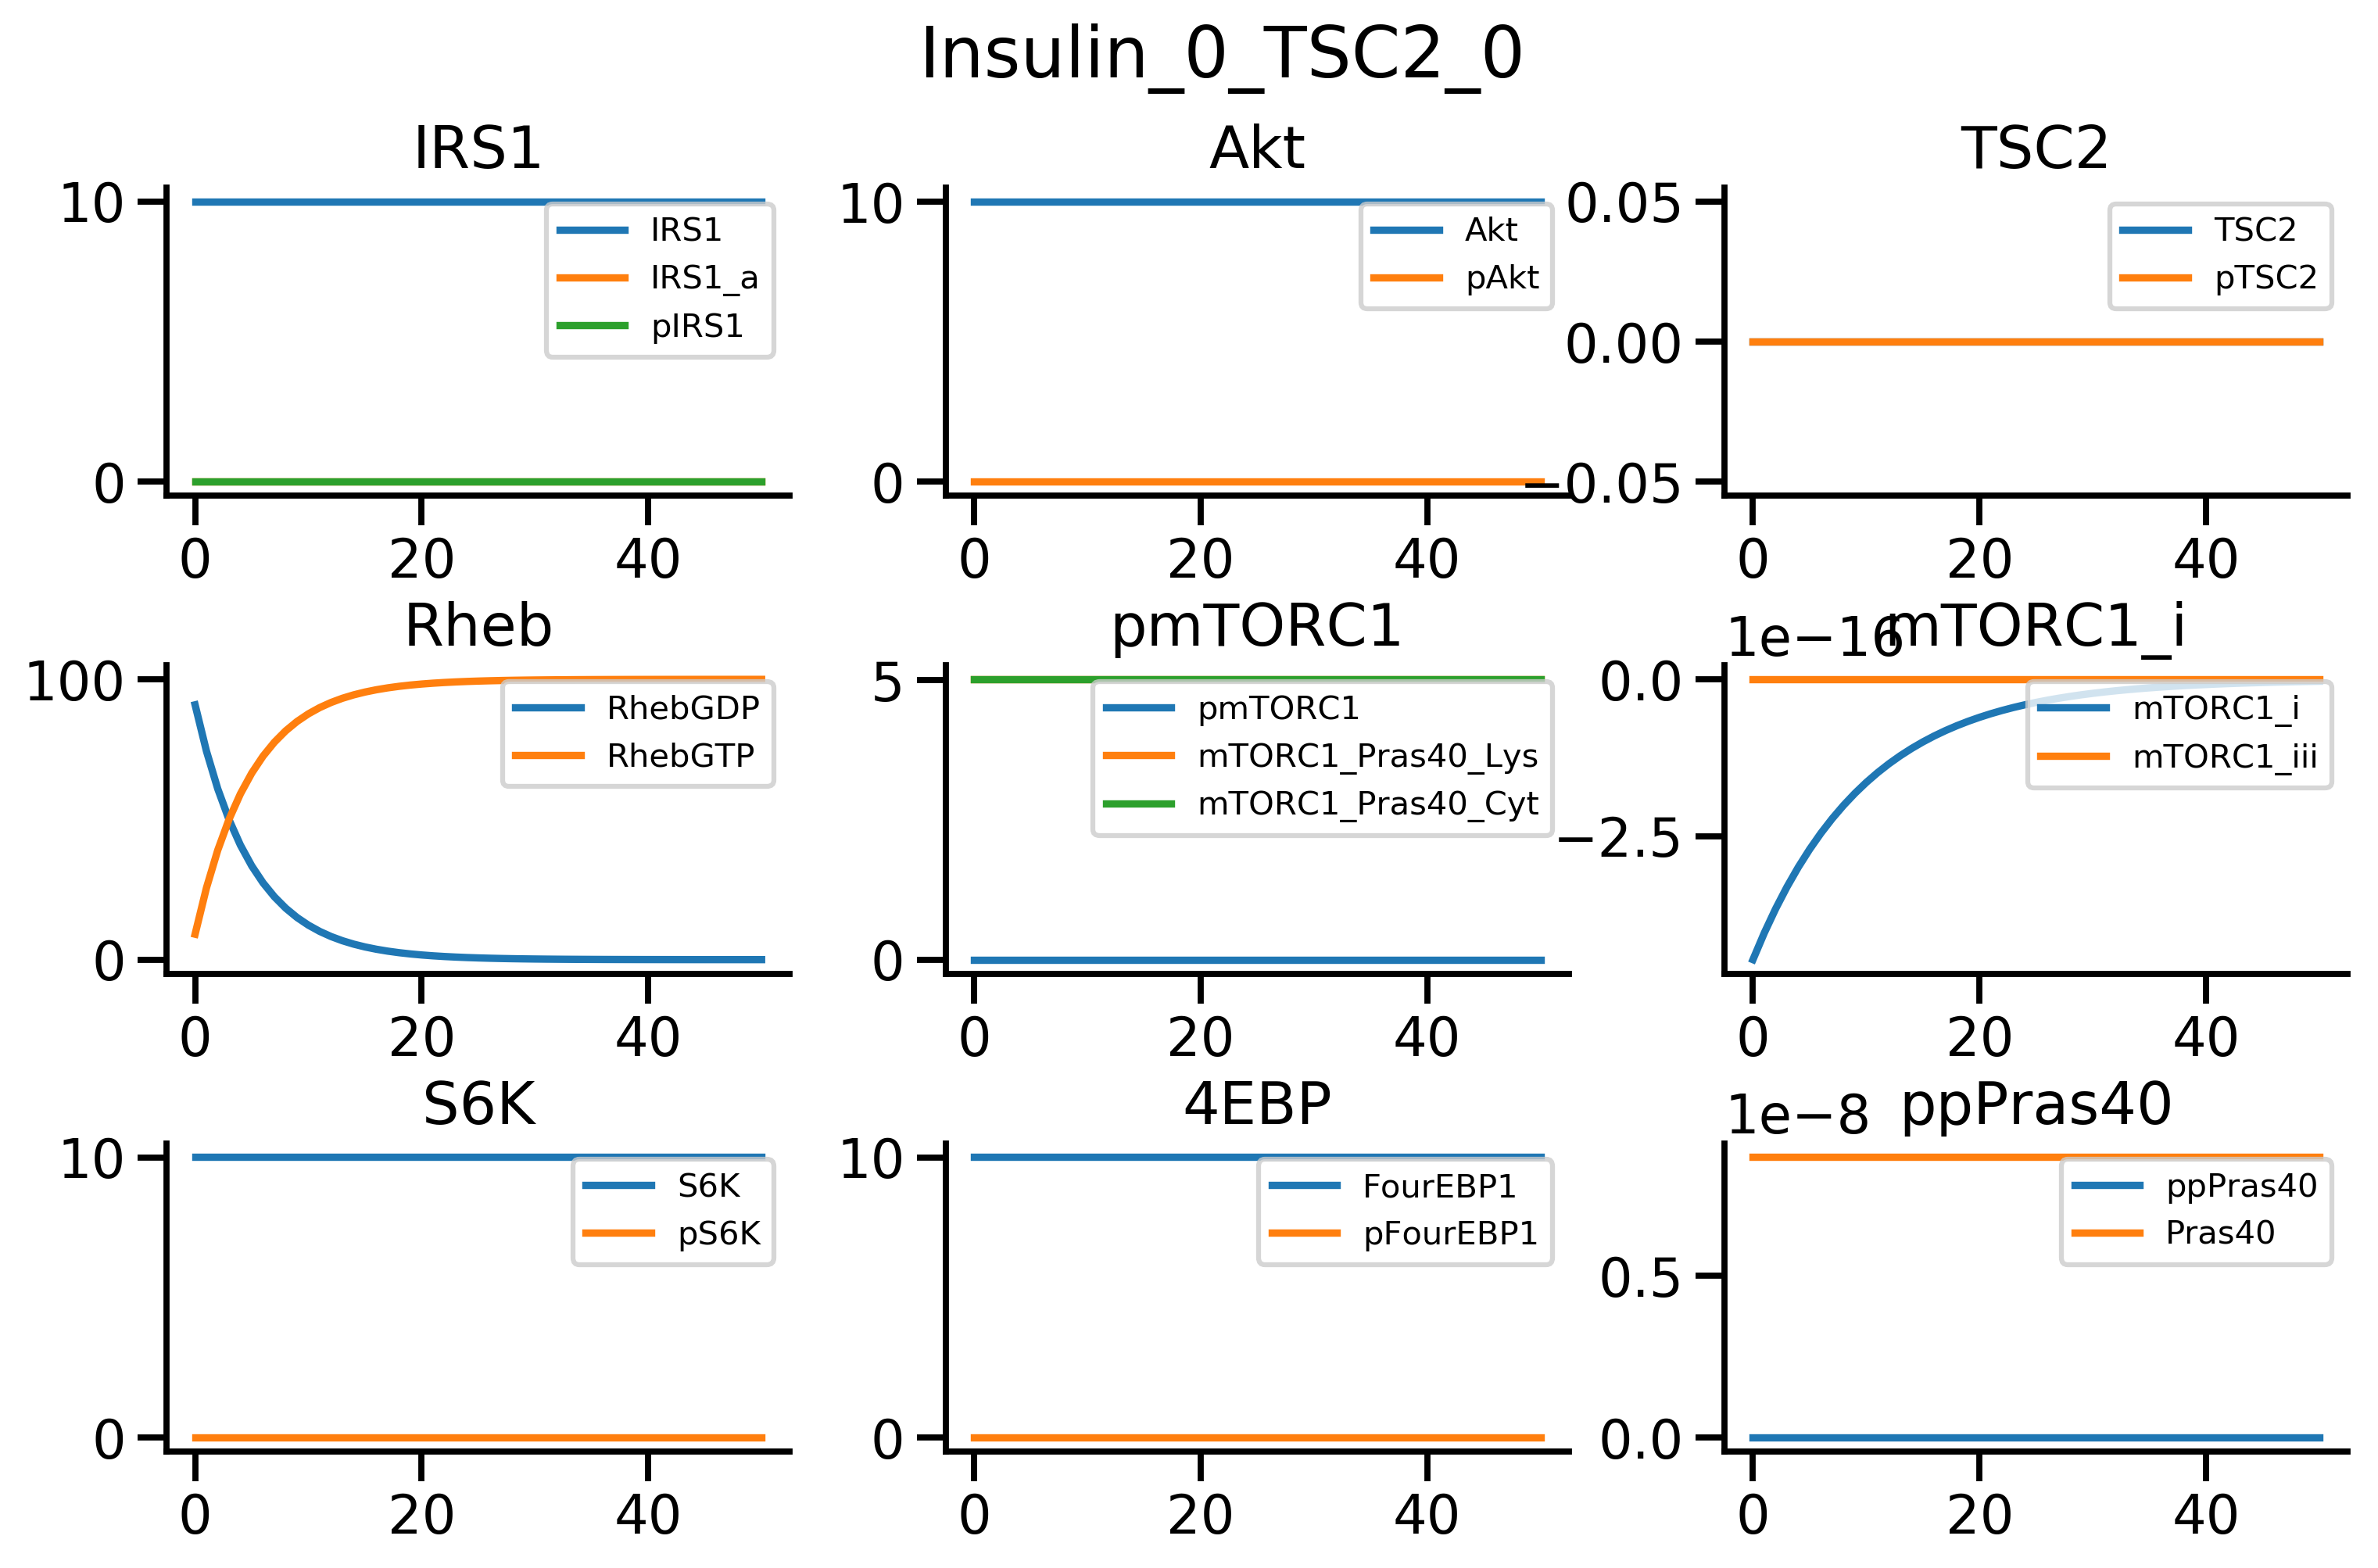 Insulin_0_TSC2_0
IRS1
10
0
0 20 40
IRS1
IRS1_a
pIRS1
Akt
10
0
0 20 40
Akt
pAkt
TSC2
0.05
0.00
−0.05
0 20 40
TSC2
pTSC2
Rheb
100
0
0 20 40
RhebGDP
RhebGTP
pmTORC1
5
0
0 20 40
pmTORC1
mTORC1_Pras40_Lys
mTORC1_Pras40_Cyt
mTORC1_i
1e−16
0.0
−2.5
0 20 40
mTORC1_i
mTORC1_iii
S6K
10
0
0 20 40
S6K
pS6K
4EBP
10
0
0 20 40
FourEBP1
pFourEBP1
ppPras40
1e−8
0.5
0.0
0 20 40
ppPras40
Pras40